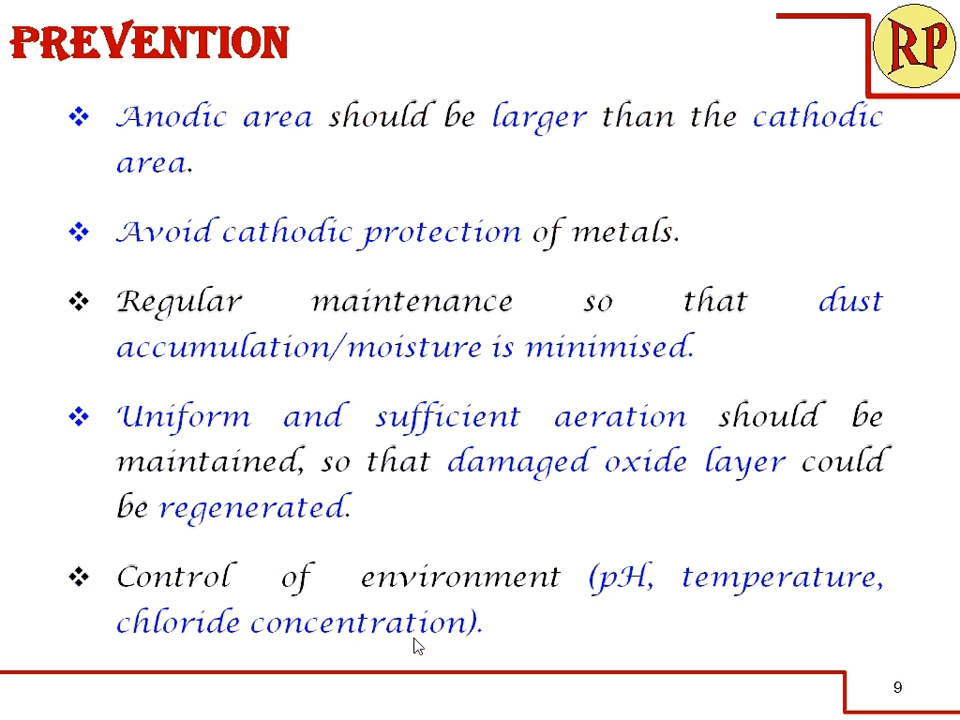 PREVENTION
RP
❖ Anodic area should be larger than the cathodic
area.
❖ Avoid cathodic protection of metals.
❖ Regular maintenance so that dust
accumulation/moisture is minimised.
❖ Uniform and sufficient aeration should be
maintained, so that damaged oxide layer could
be regenerated.
❖ Control of environment (pH, temperature,
chloride concentration).
9